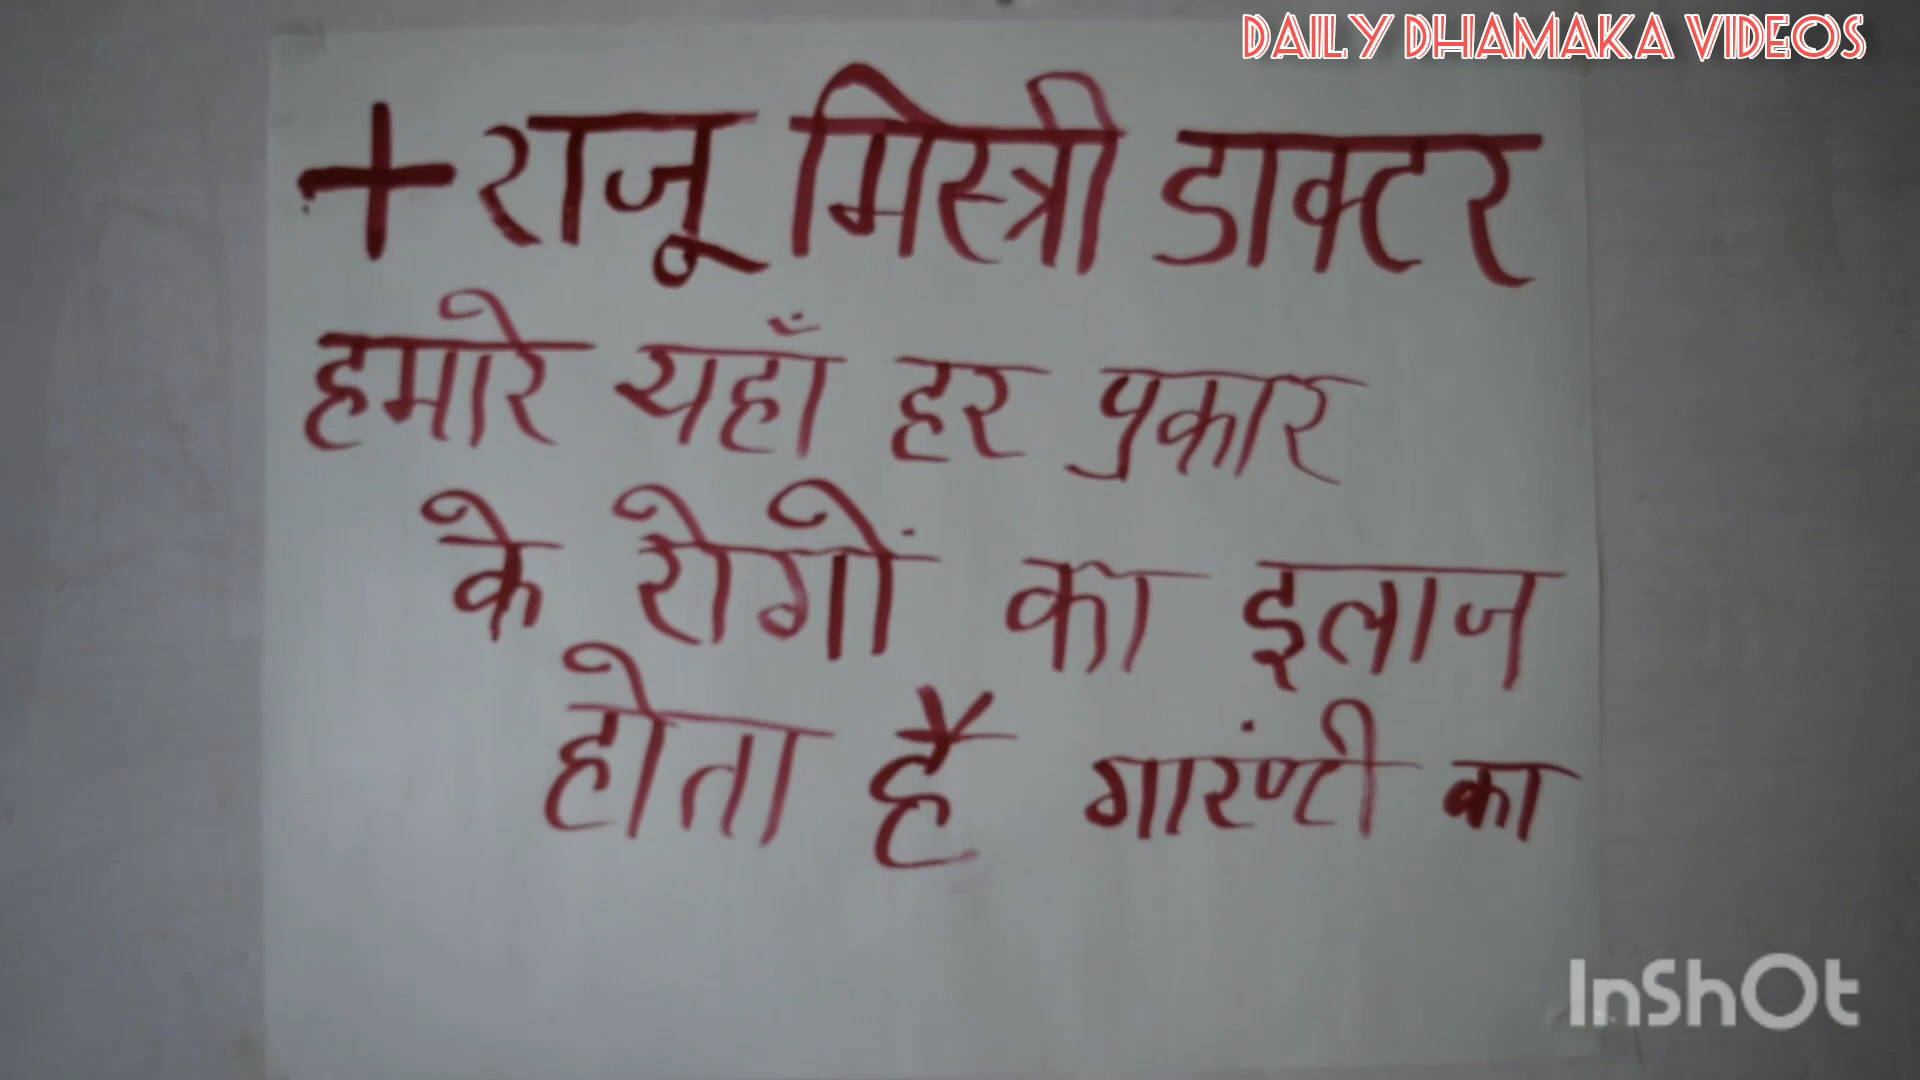 DAILY DHAMAKA VIDEOS
+ राजू मिस्त्री डाक्टर
हमारे यहाँ हर प्रकार
के रोगों का इलाज
होता है गारंण्टी का
InShOt